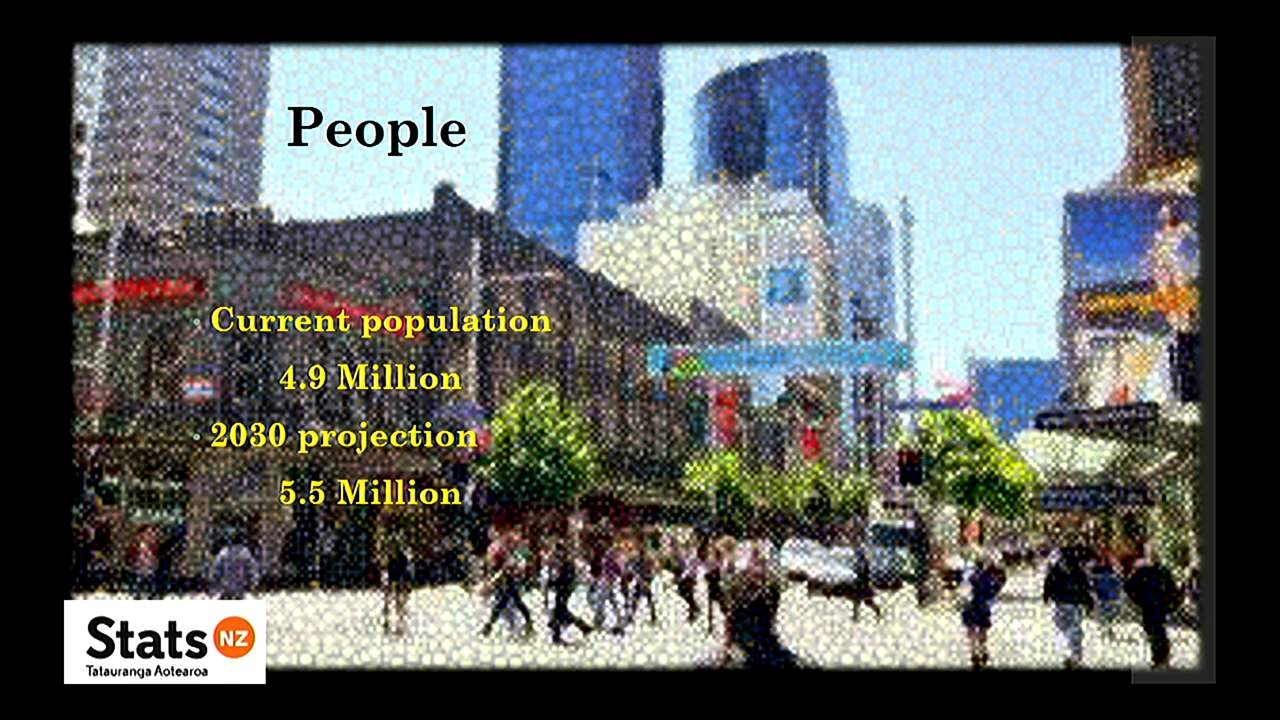 People
Current population
4.9 Million
2030 projection
5.5 Million
Stats NZ
Tatauranga Aotearoa